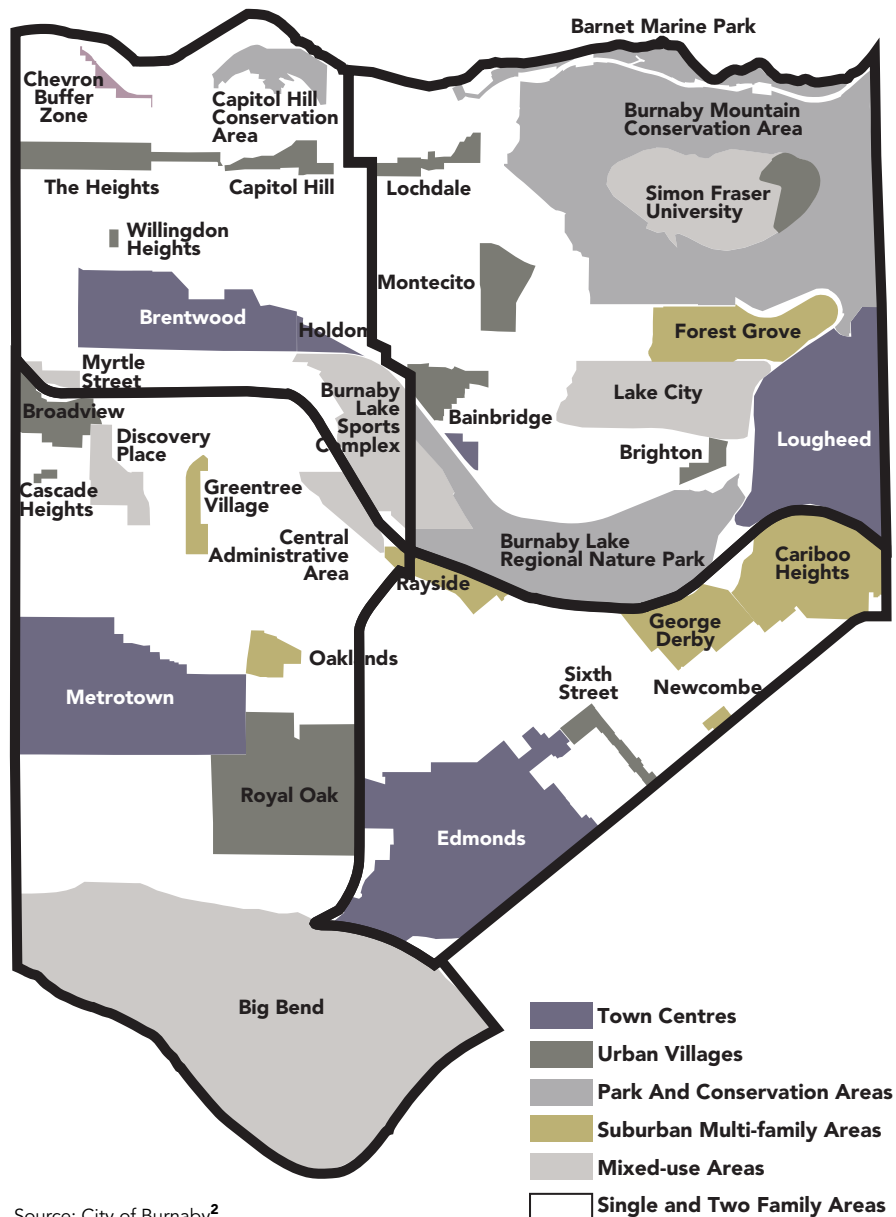 Barnet Marine Park
Chevron
Buffer
Zone
Capitol Hill
Conservation
Area
Burnaby Mountain
Conservation Area
The Heights
Capitol Hill
Lochdale
Simon Fraser
University
Willingdon
Heights
Montecito
Brentwood
Holdom
Forest Grove
Myrtle
Street
Burnaby
Lake
Sports
Complex
Lake City
Broadview
Bainbridge
Discovery
Place
Lougheed
Brighton
Cascade
Heights
Greentree
Village
Central
Administrative
Area
Burnaby Lake
Regional Nature Park
Cariboo
Heights
Rayside
George
Derby
Oaklands
Sixth
Street
Newcombe
Metrotown
Royal Oak
Edmonds
Big Bend
Town Centres
Urban Villages
Park And Conservation Areas
Suburban Multi-family Areas
Mixed-use Areas
Single and Two Family Areas
Source: City of Burnaby2